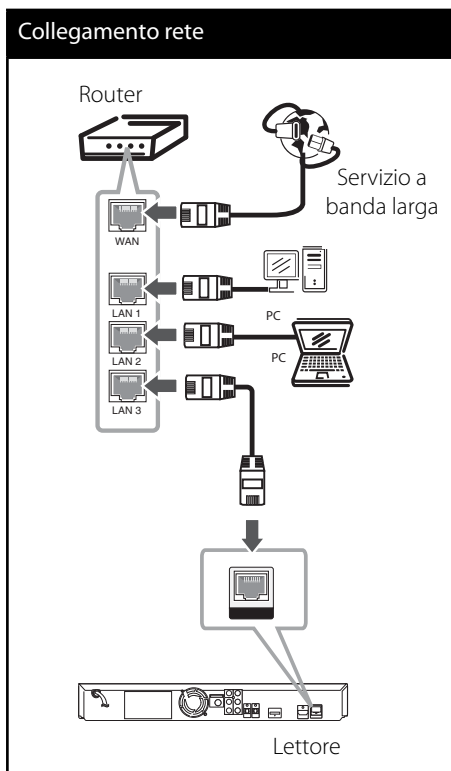 Collegamento rete
Router
Servizio a
banda larga
WAN
LAN 1
PC
LAN 2
PC
LAN 3
Lettore